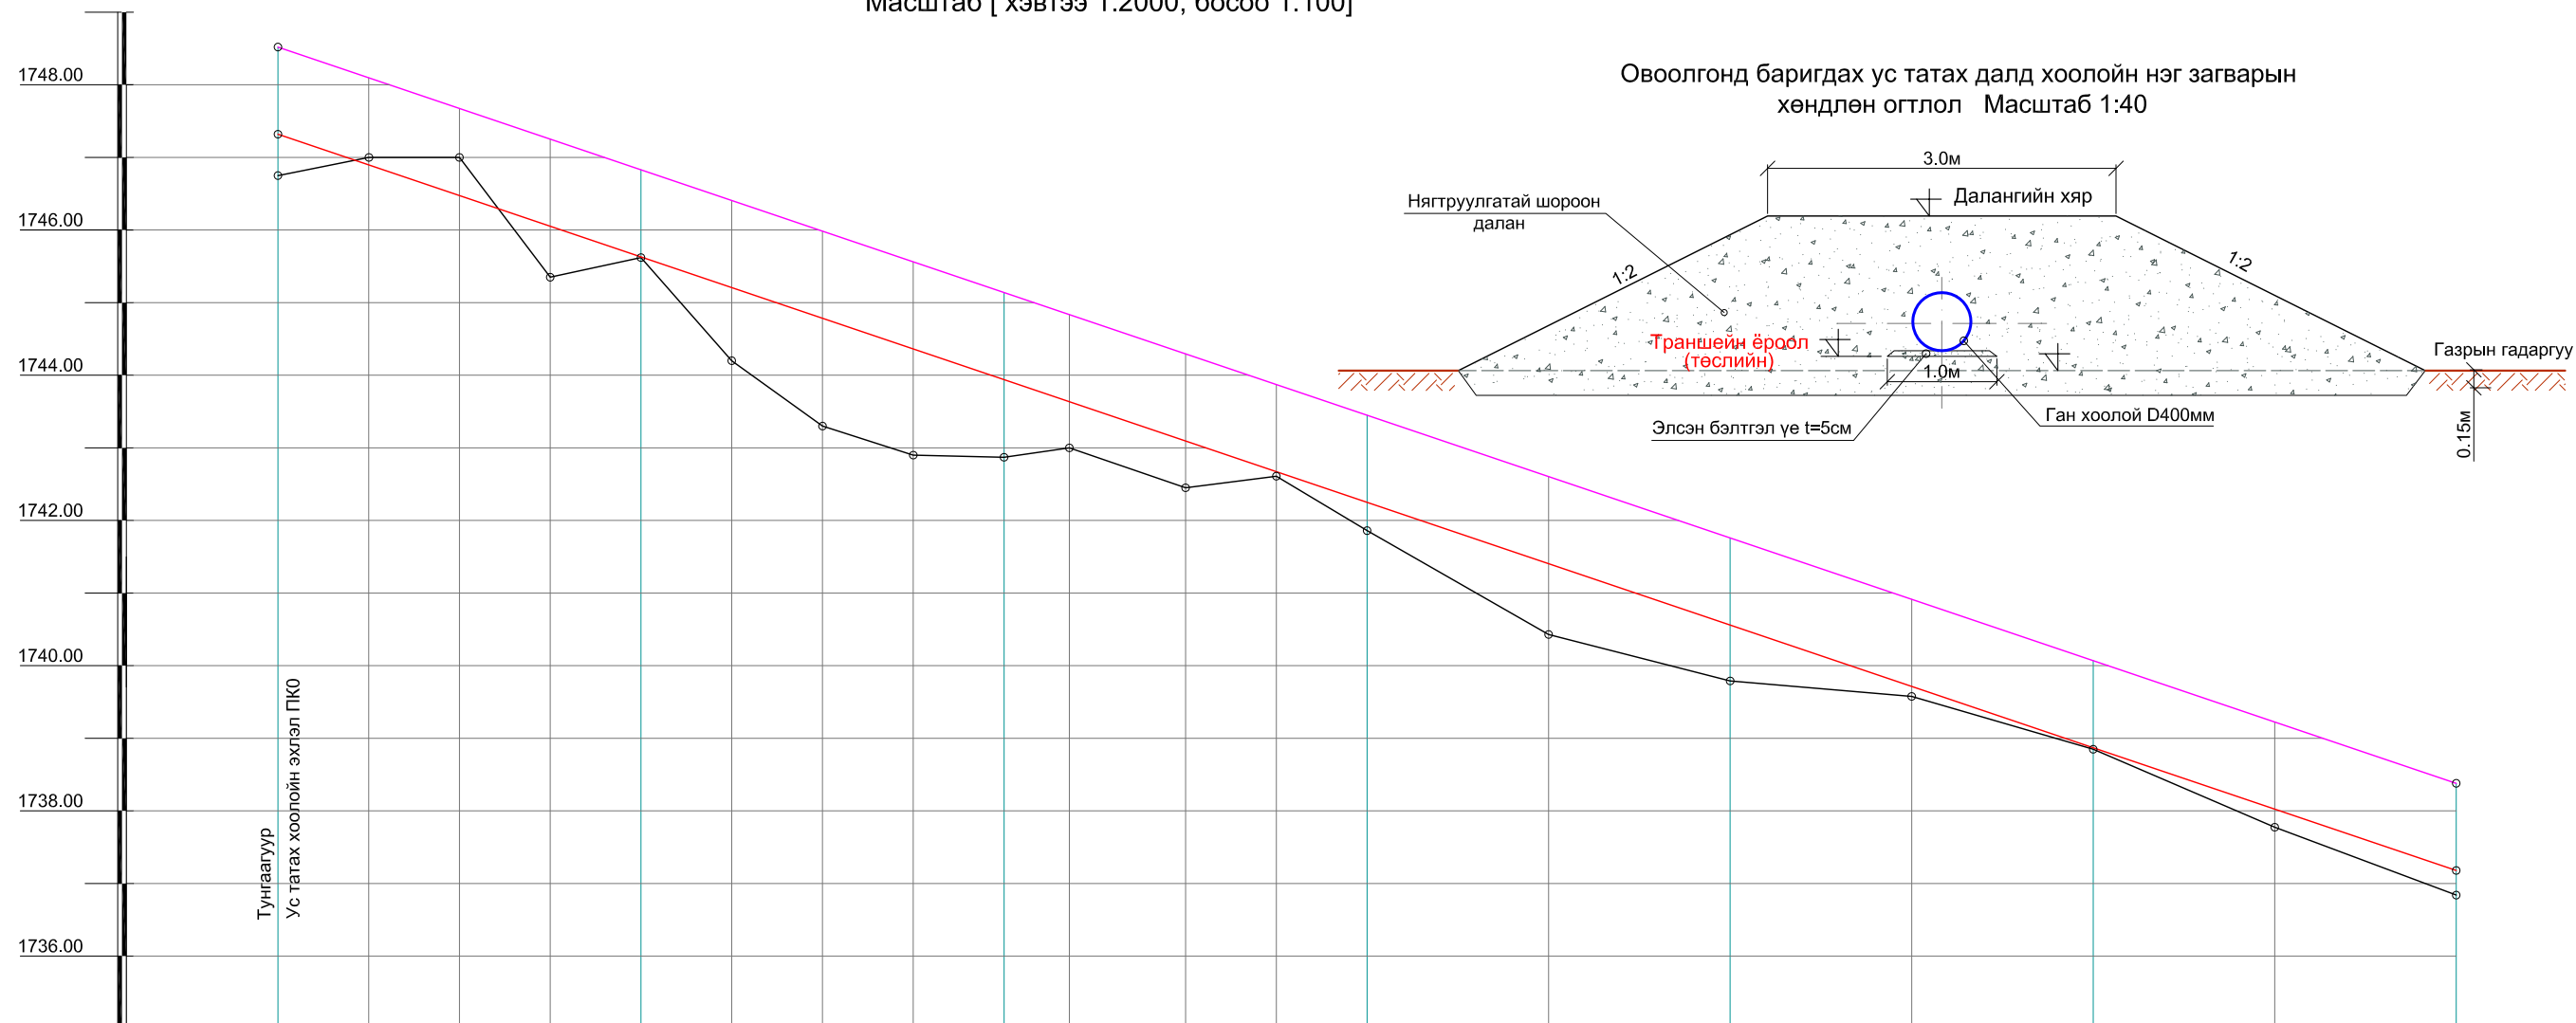 Масштаб [ хэвтээ 1:2000, босоо 1:100]
Овоолгонд баригдах ус татах далд хоолойн нэг загварын
хөндлөн огтлол Масштаб 1:40
3.0м
Далангийн хяр
Нягтруулгатай шороон
далан
1:2
1:2
Траншейн ёроол
(төслийн)
1.0м
Газрын гадаргуу
0.15м
Ган хоолой D400мм
Элсэн бэлтгэл үе t=5см
1748.00
1746.00
1744.00
1742.00
1740.00
1738.00
1736.00
Тунгаагуур
Ус татах хоолойн эхлэл ПК0